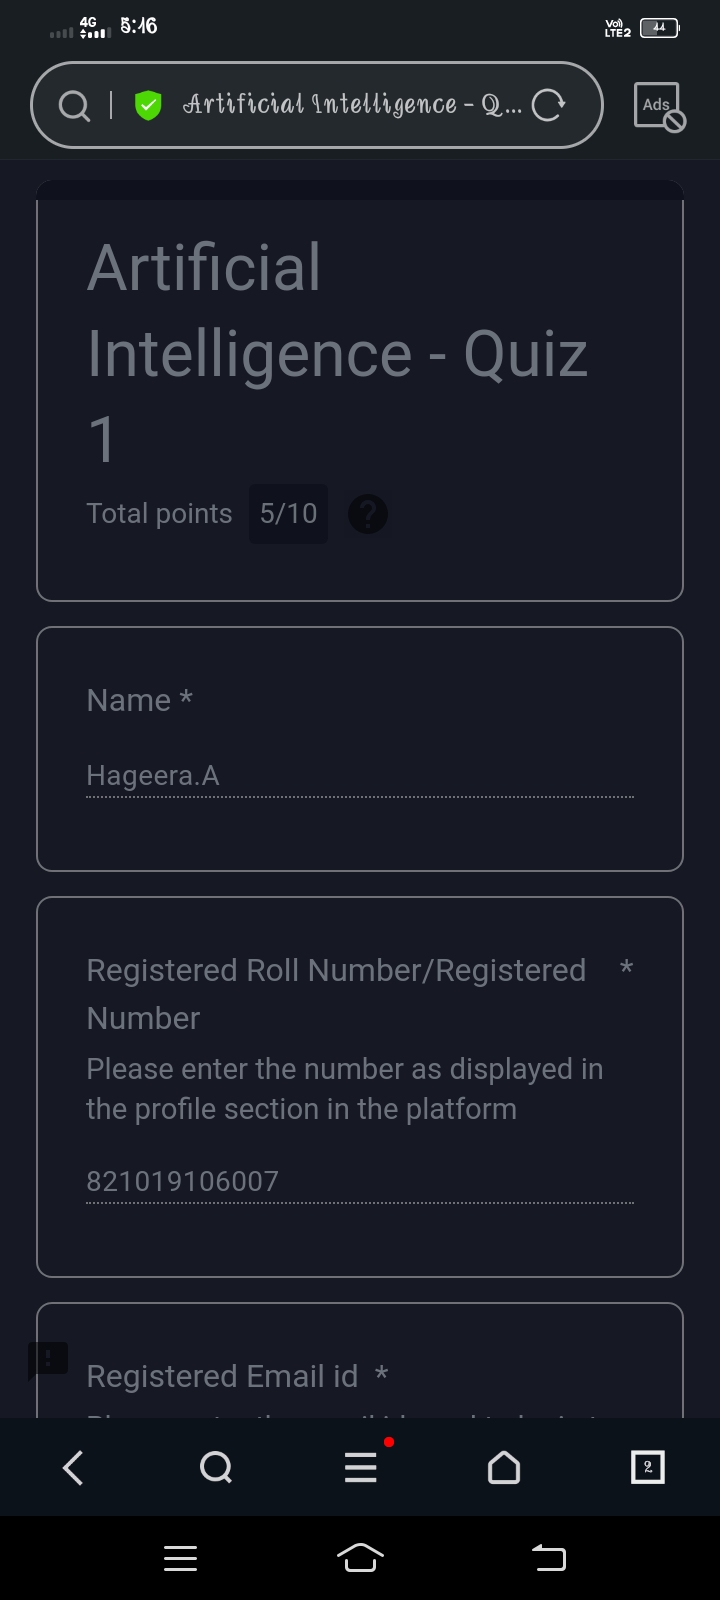 4G 5:16 Vo)) LTE2 44
Artificial Intelligence - Q... Ads
Artificial
Intelligence - Quiz
1
Total points 5/10 ?
Name *
Hageera.A
Registered Roll Number/Registered *
Number
Please enter the number as displayed in
the profile section in the platform
821019106007
Registered Email id *
2